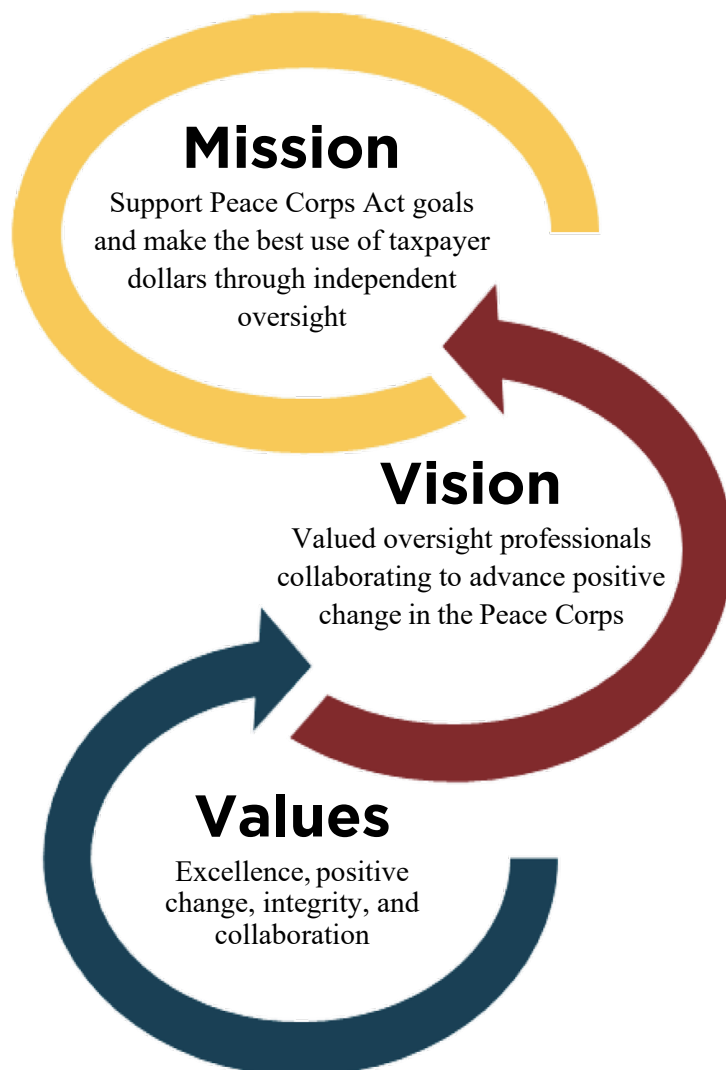 Mission
Support Peace Corps Act goals
and make the best use of taxpayer
dollars through independent
oversight
Vision
Valued oversight professionals
collaborating to advance positive
change in the Peace Corps
Values
Excellence, positive
change, integrity, and
collaboration